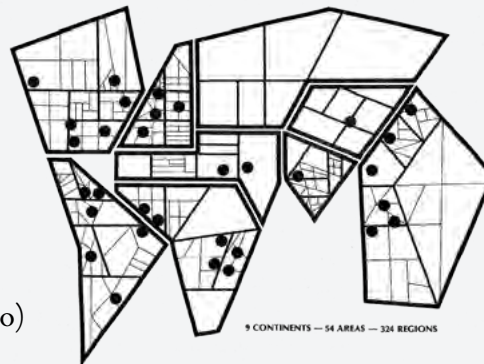 9 CONTINENTS — 54 AREAS — 324 REGIONS
o)